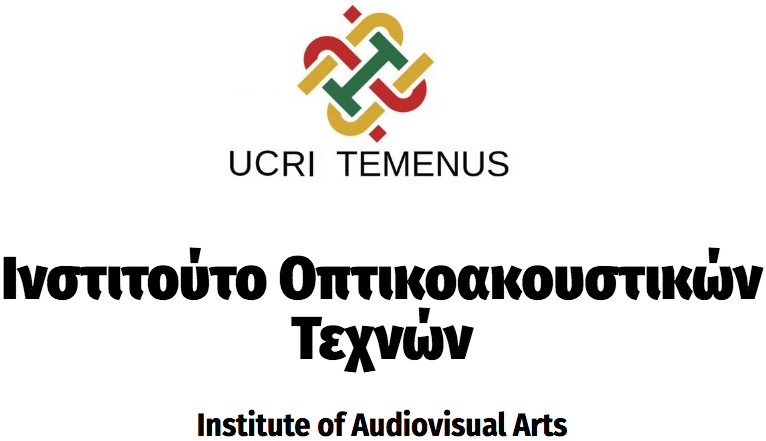 UCRI TEMENUS
Ινστιτούτο Οπτικοακουστικών
Τεχνών
Institute of Audiovisual Arts